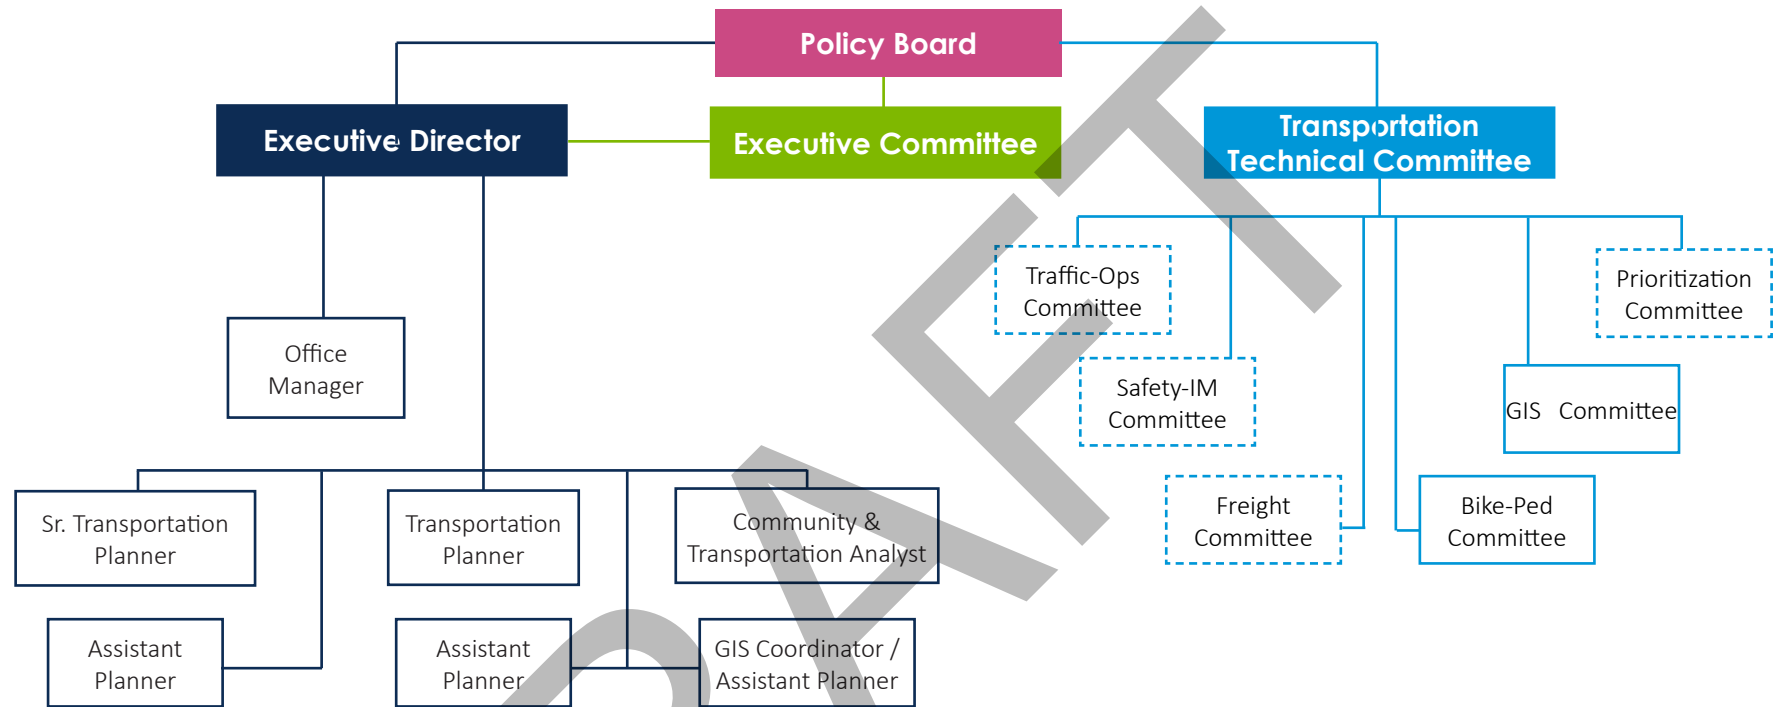 Policy Board
Executive Director
Executive Committee
Transportation
Technical Committee
Traffic-Ops
Committee
Prioritization
Committee
Office
Manager
Safety-IM
Committee
GIS Committee
Freight
Committee
Bike-Ped
Committee
Sr. Transportation
Planner
Transportation
Planner
Community &
Transportation Analyst
Assistant
Planner
Assistant
Planner
GIS Coordinator /
Assistant Planner
RAFT